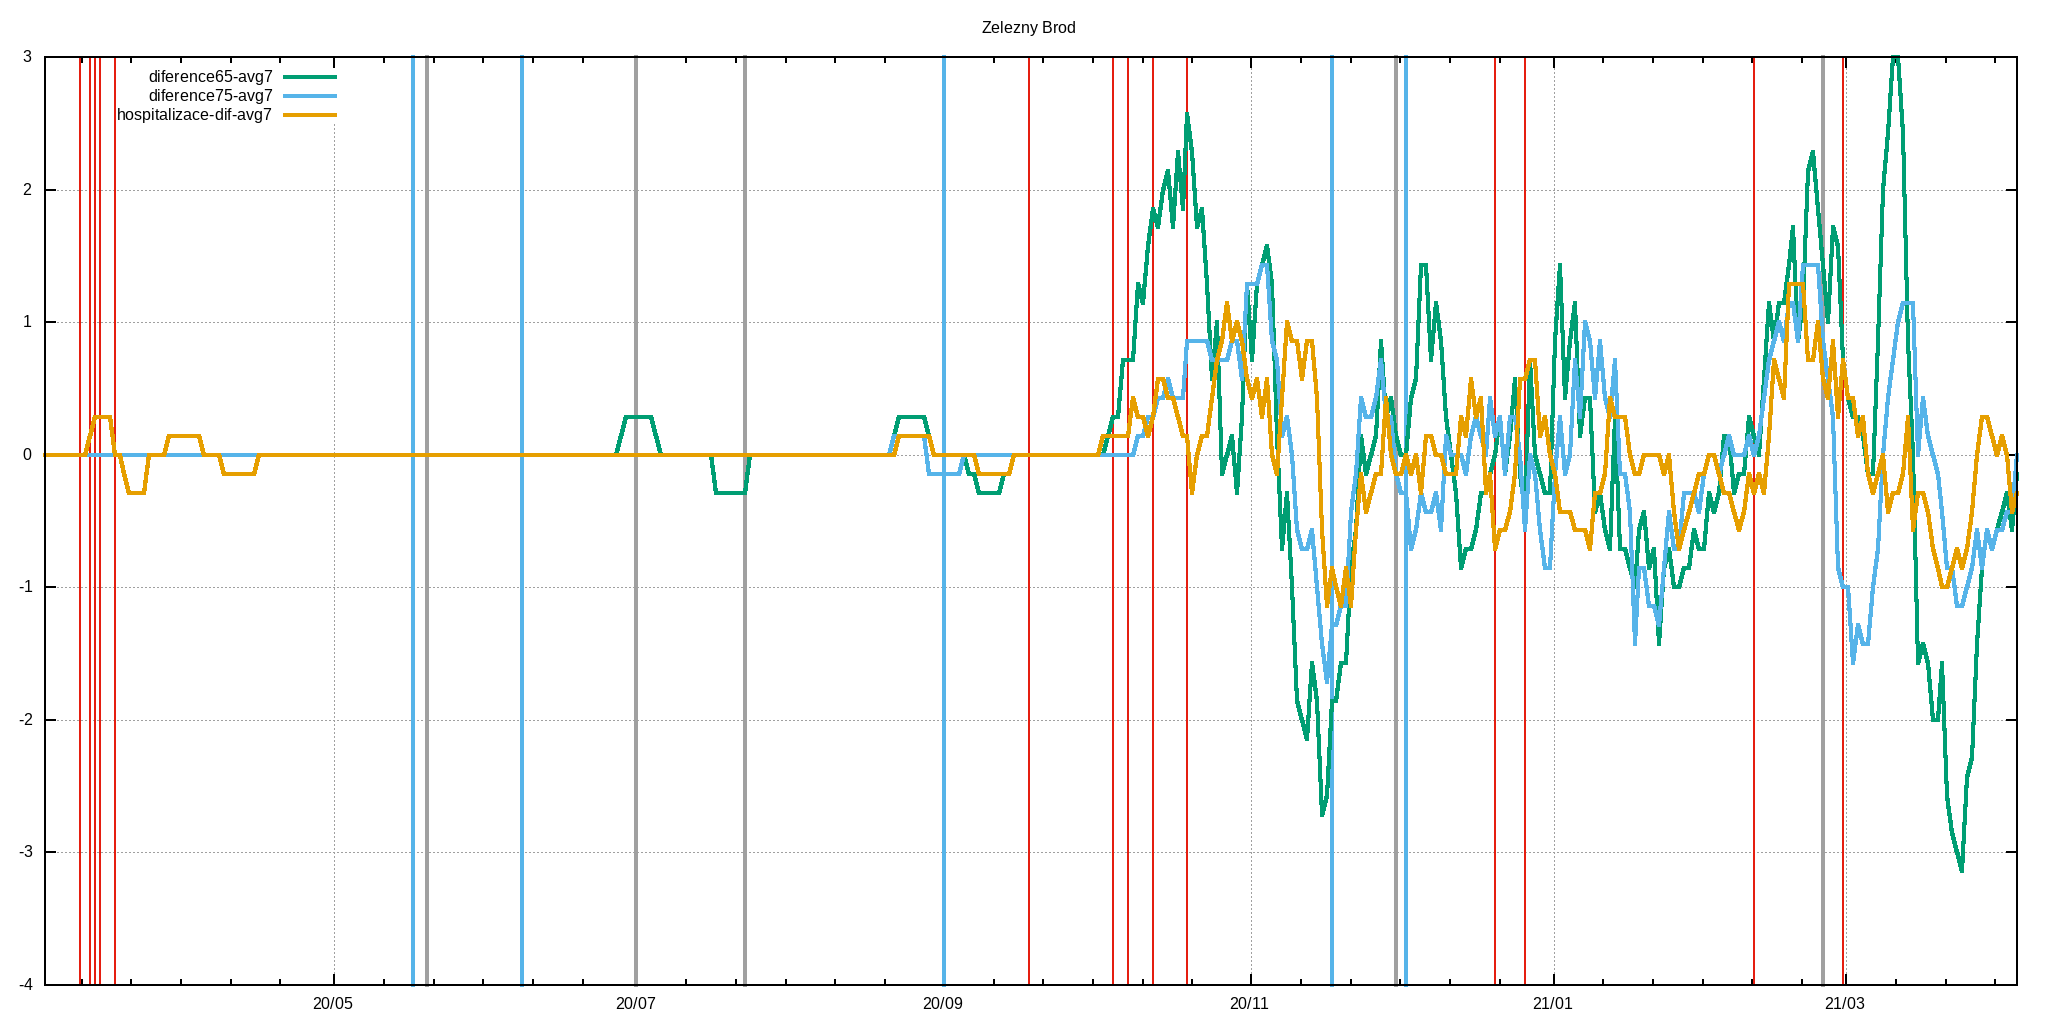 Zelezny Brod
diference65-avg7
diference75-avg7
hospitalizace-dif-avg7
3
2
1
0
-1
-2
-3
-4
20/05 20/07 20/09 20/11 21/01 21/03